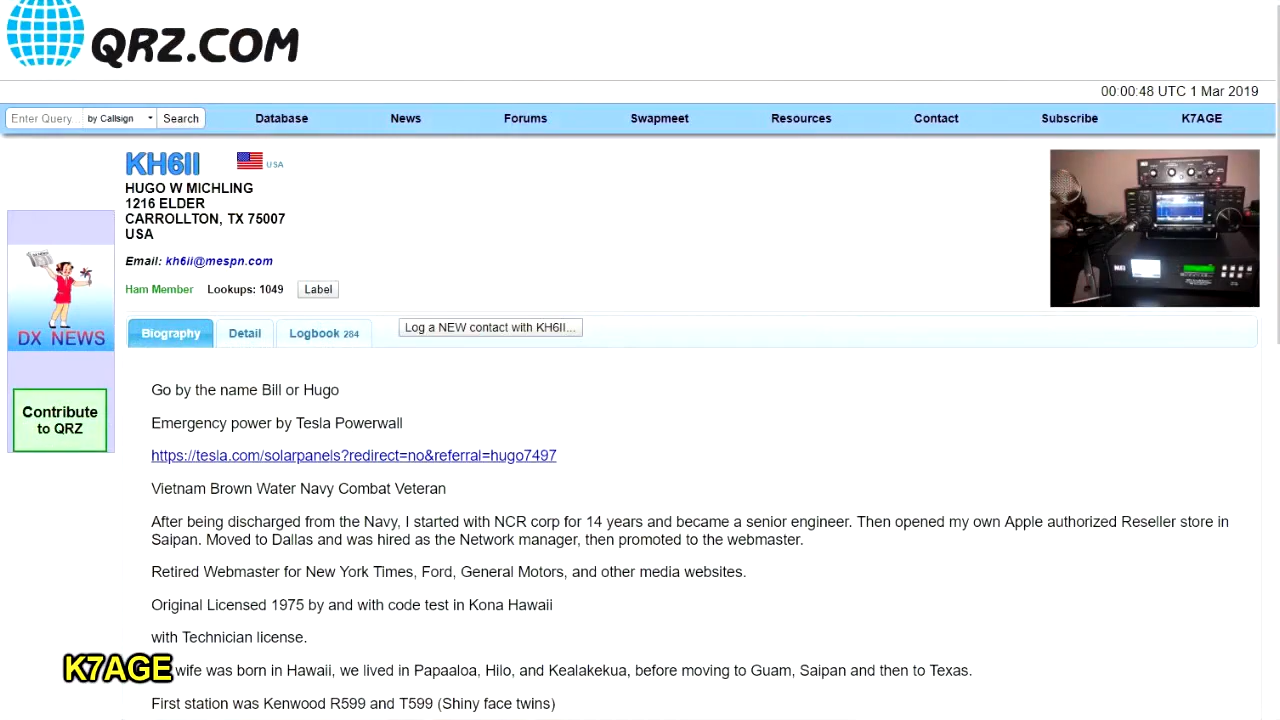 QRZ.COM
00:00:48 UTC 1 Mar 2019
Enter Query... by Callsign Search Database News Forums Swapmeet Resources Contact Subscribe K7AGE
KH6II USA
HUGO W MICHLING
1216 ELDER
CARROLLTON, TX 75007
USA
Email: kh6ii@mespn.com
Ham Member Lookups: 1049 Label
DX NEWS
Contribute
to QRZ
Biography Detail Logbook 284 Log a NEW contact with KH6II...
Go by the name Bill or Hugo
Emergency power by Tesla Powerwall
https://tesla.com/solarpanels?redirect=no&referral=hugo7497
Vietnam Brown Water Navy Combat Veteran
After being discharged from the Navy, I started with NCR corp for 14 years and became a senior engineer. Then opened my own Apple authorized Reseller store in
Saipan. Moved to Dallas and was hired as the Network manager, then promoted to the webmaster.
Retired Webmaster for New York Times, Ford, General Motors, and other media websites.
Original Licensed 1975 by and with code test in Kona Hawaii
with Technician license.
K7AGE
wife was born in Hawaii, we lived in Papaaloa, Hilo, and Kealakekua, before moving to Guam, Saipan and then to Texas.
First station was Kenwood R599 and T599 (Shiny face twins)